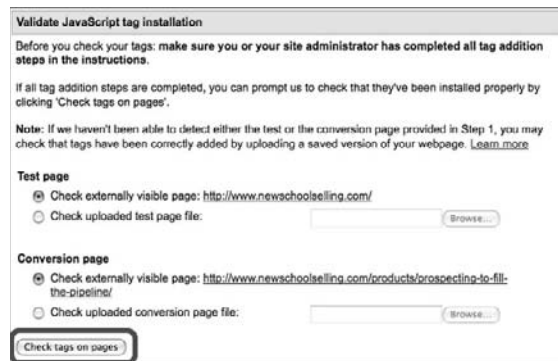 Validate JavaScript tag installation
Before you check your tags: make sure you or your site administrator has completed all tag addition
steps in the instructions.
If all tag addition steps are completed, you can prompt us to check that they've been installed properly by
clicking 'Check tags on pages'.
Note: If we haven't been able to detect either the test or the conversion page provided in Step 1, you may
check that tags have been correctly added by uploading a saved version of your webpage. Learn more
Test page
Check externally visible page: http://www.newschoolselling.com/
Check uploaded test page file: Browse...
Conversion page
Check externally visible page: http://www.newschoolselling.com/products/prospecting-to-fill-
the-pipeline/
Check uploaded conversion page file: Browse...
Check tags on pages